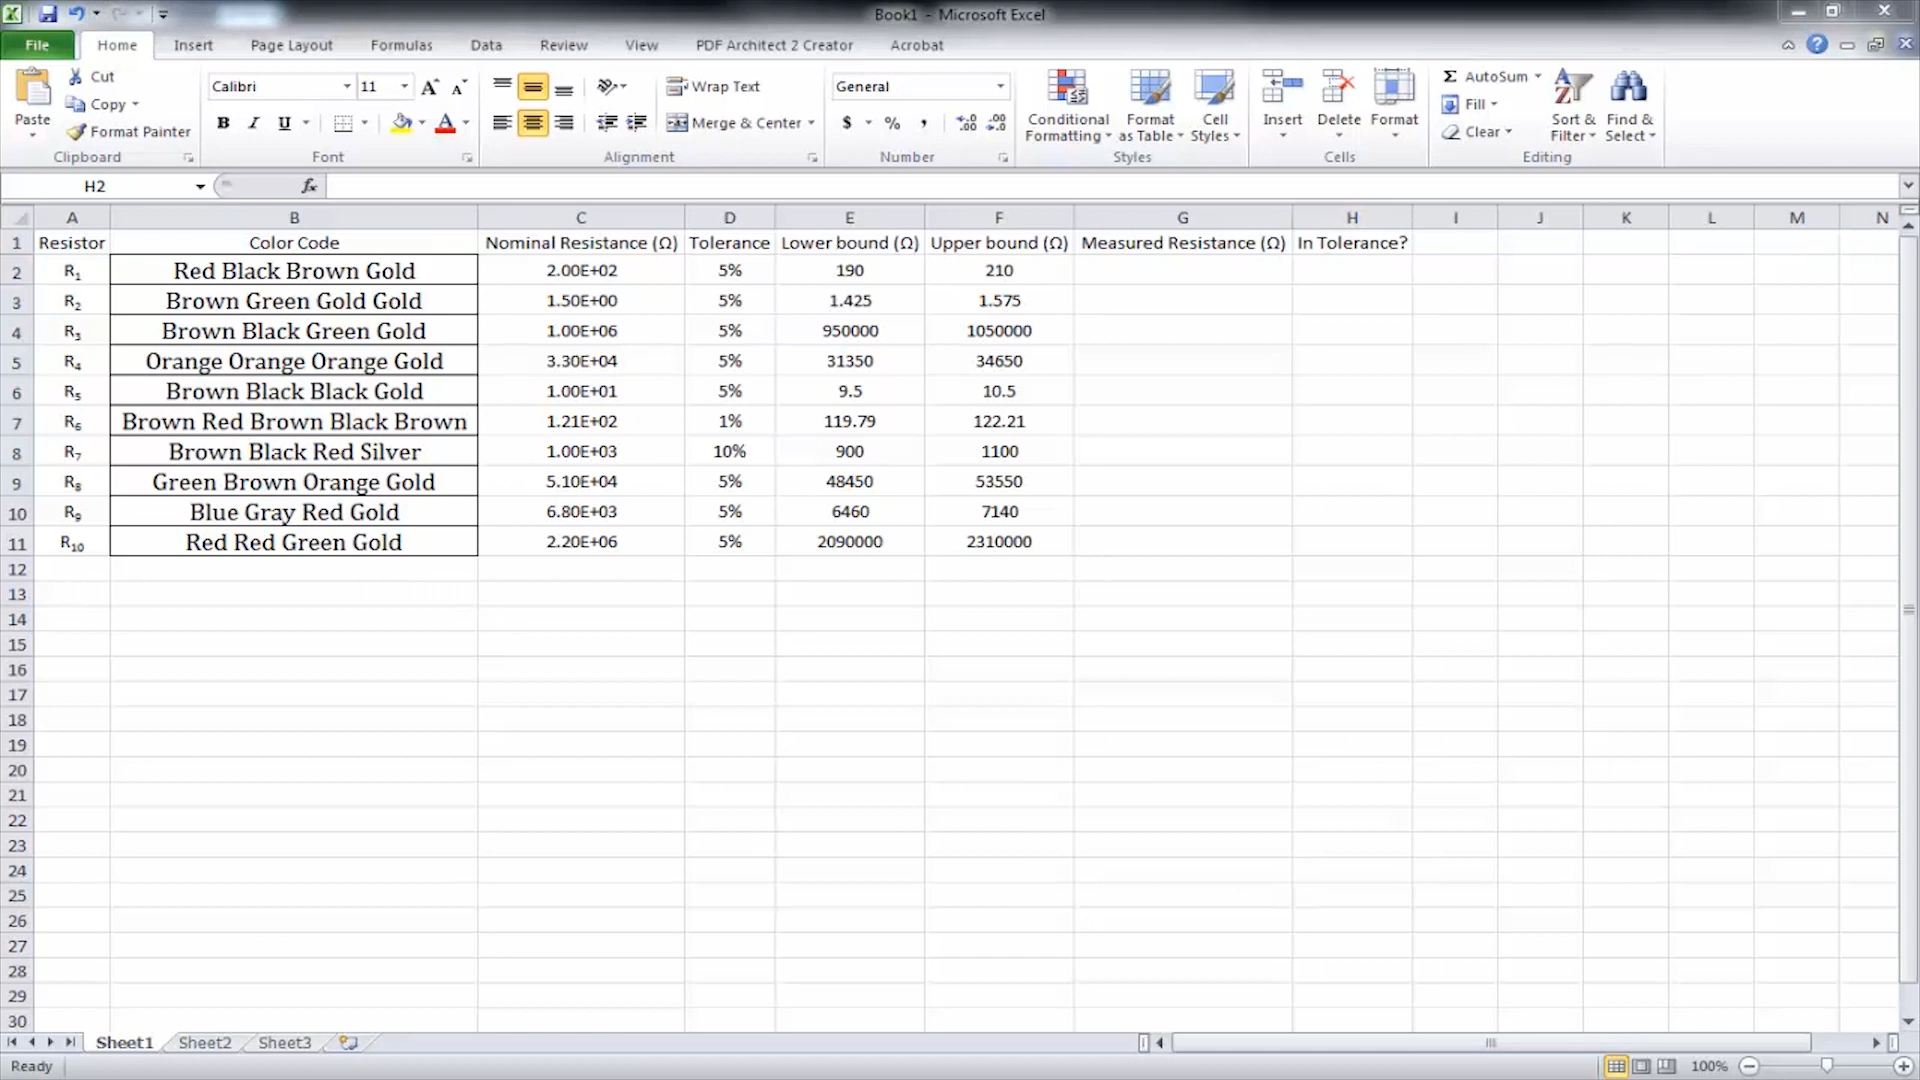 Book1 - Microsoft Excel
File Home Insert Page Layout Formulas Data Review View PDF Architect 2 Creator Acrobat
Cut
Copy
Format Painter
Paste
Clipboard
Calibri 11
B I U
Font
Wrap Text
Merge & Center
Alignment
General
$ % ,
Number
Conditional Formatting
Format as Table
Cell Styles
Styles
Insert Delete Format
Cells
AutoSum
Fill
Clear
Sort & Filter
Find & Select
Editing
H2 fx
A B C D E F G H I J K L M N
1 Resistor Color Code Nominal Resistance (Ω) Tolerance Lower bound (Ω) Upper bound (Ω) Measured Resistance (Ω) In Tolerance?
2 R1 Red Black Brown Gold 2.00E+02 5% 190 210
3 R2 Brown Green Gold Gold 1.50E+00 5% 1.425 1.575
4 R3 Brown Black Green Gold 1.00E+06 5% 950000 1050000
5 R4 Orange Orange Orange Gold 3.30E+04 5% 31350 34650
6 R5 Brown Black Black Gold 1.00E+01 5% 9.5 10.5
7 R6 Brown Red Brown Black Brown 1.21E+02 1% 119.79 122.21
8 R7 Brown Black Red Silver 1.00E+03 10% 900 1100
9 R8 Green Brown Orange Gold 5.10E+04 5% 48450 53550
10 R9 Blue Gray Red Gold 6.80E+03 5% 6460 7140
11 R10 Red Red Green Gold 2.20E+06 5% 2090000 2310000
12
13
14
15
16
17
18
19
20
21
22
23
24
25
26
27
28
29
30
Sheet1 Sheet2 Sheet3
Ready 100%